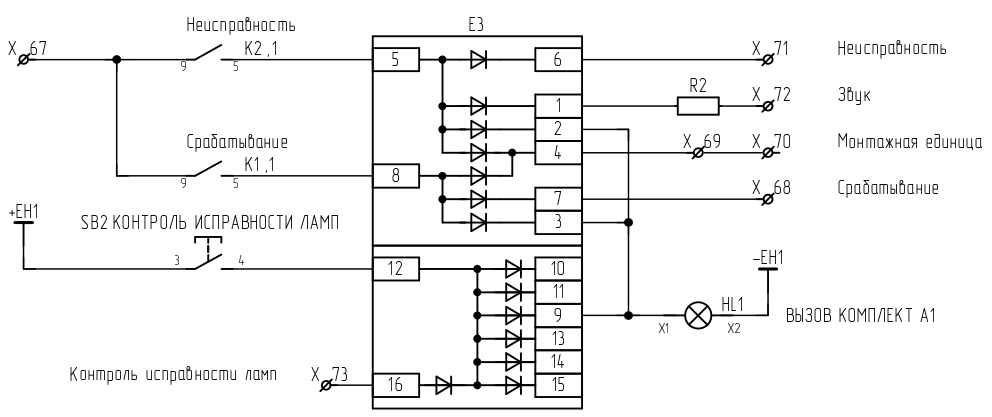 Неисправность
E3
X 67
K2,1
9 5
5
6
X 71
Неисправность
R2
1
X 72
Звук
2
Срабатывание
4
X 69
X 70
Монтажная единица
K1,1
9 5
8
X 68
Срабатывание
7
+EH1
3
SB2 КОНТРОЛЬ ИСПРАВНОСТИ ЛАМП
3 4
12
10
-EH1
11
9
X1
HL1
X2
ВЫЗОВ КОМПЛЕКТ А1
13
14
Контроль исправности ламп
X 73
16
15